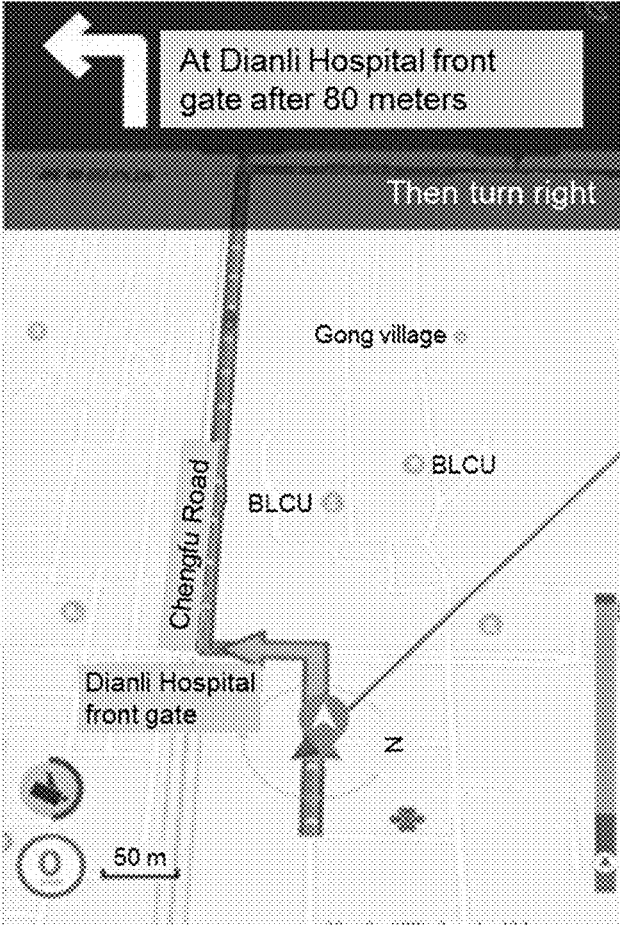 At Dianli Hospital front
gate after 80 meters
Then turn right
Gong village
BLCU
BLCU
Chengfu Road
Dianli Hospital
front gate
N
0
50 m